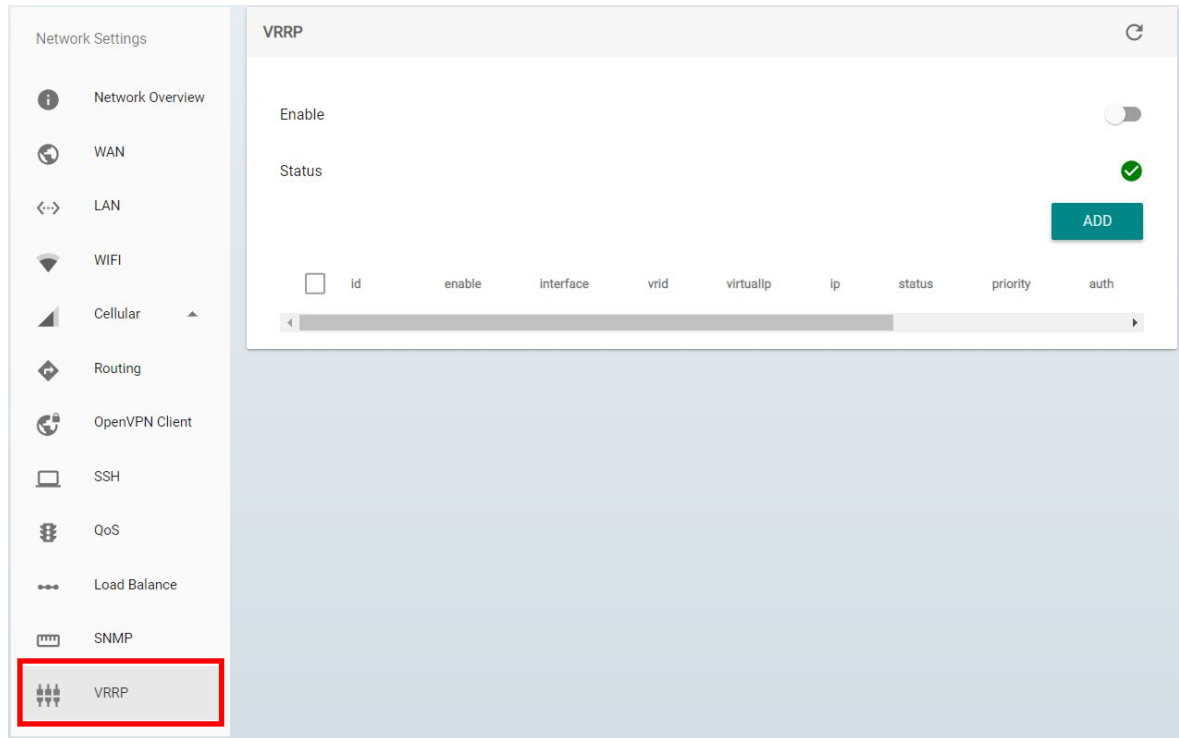 Network Settings
Network Overview
WAN
LAN
WIFI
Cellular
Routing
OpenVPN Client
SSH
QoS
Load Balance
SNMP
VRRP
VRRP
Enable
Status
ADD
id enable interface vrid virtualIp ip status priority auth